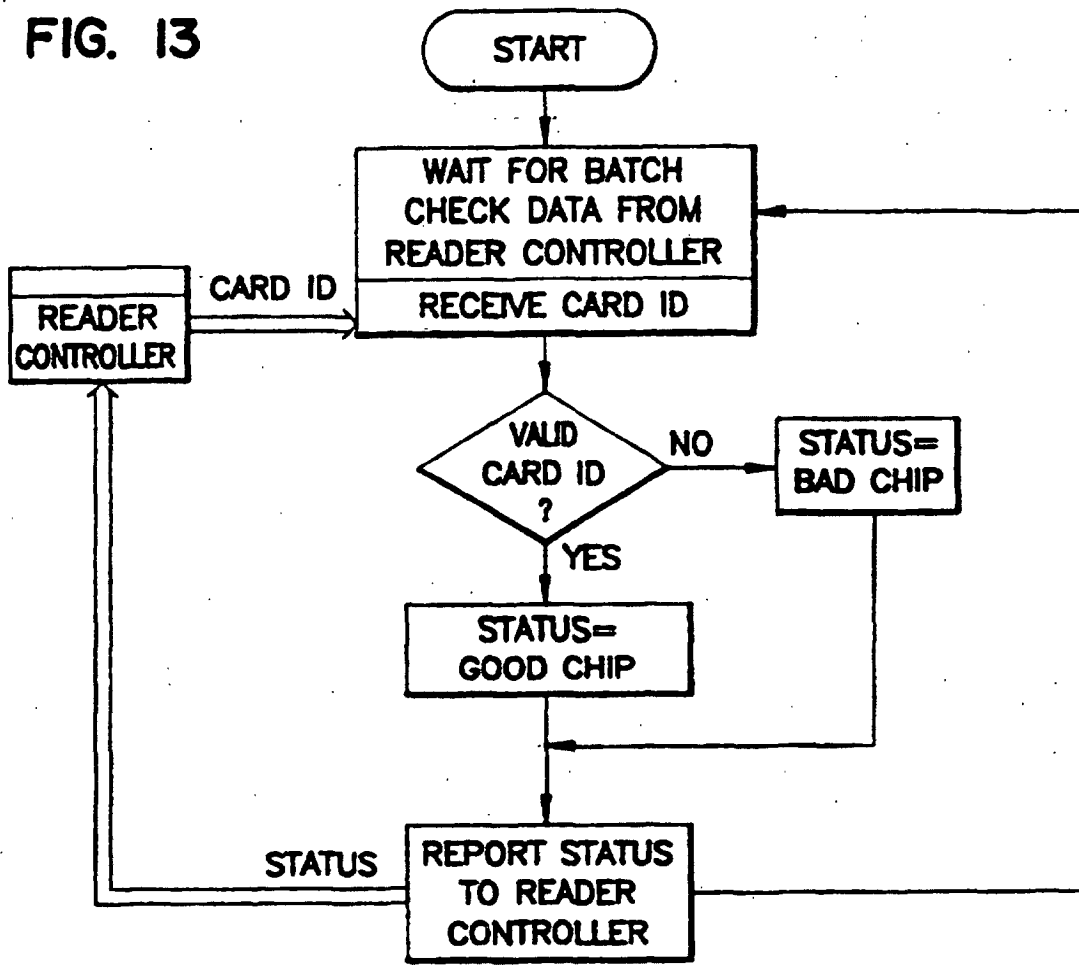 FIG. 13
START
WAIT FOR BATCH
CHECK DATA FROM
READER CONTROLLER
RECEIVE CARD ID
CARD ID
READER
CONTROLLER
VALID
CARD ID
?
NO
STATUS=
BAD CHIP
YES
STATUS=
GOOD CHIP
STATUS
REPORT STATUS
TO READER
CONTROLLER